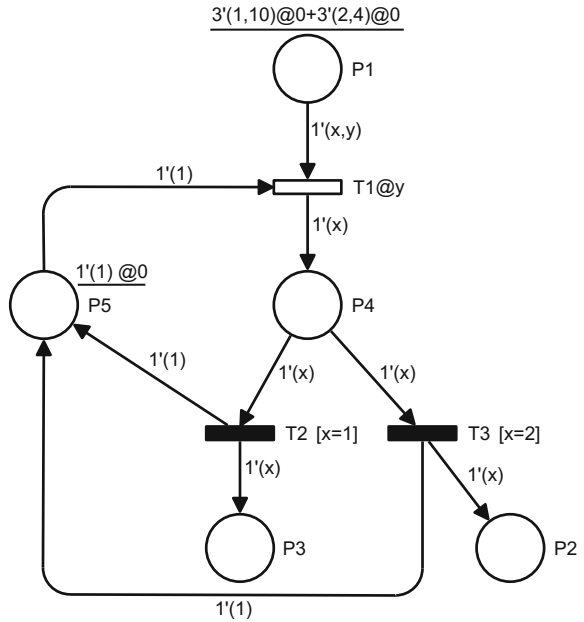 3'(1,10)@0+3'(2,4)@0
P1
1'(x,y)
1'(1)
T1@y
1'(x)
1'(1) @0
P5
P4
1'(1)
1'(x)
1'(x)
T2 [x=1]
T3 [x=2]
1'(x)
1'(x)
P3
P2
1'(1)